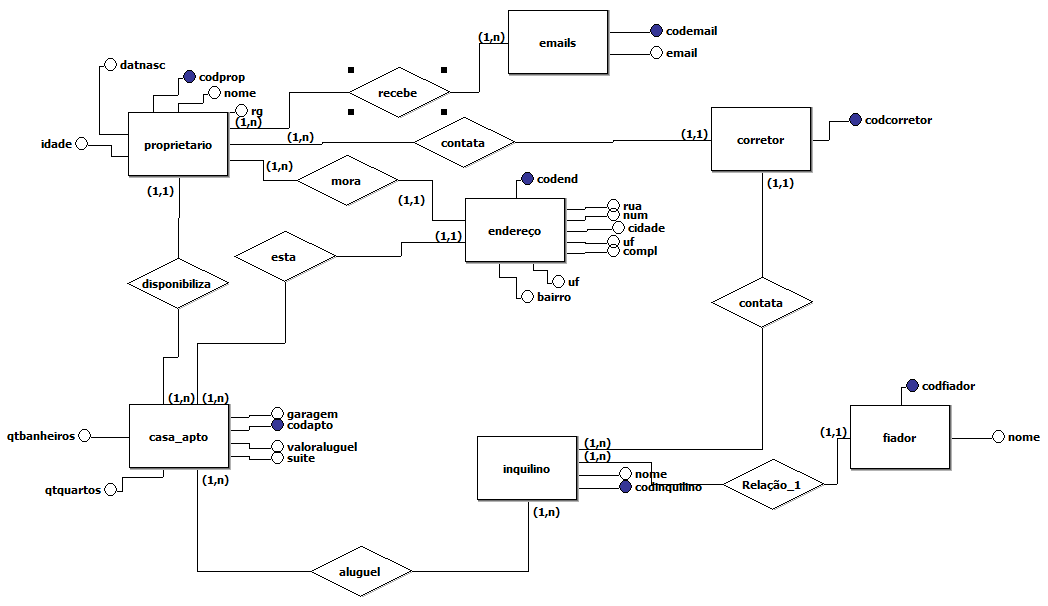 (1,n)
emails
codemail
email
datnasc
codprop
nome
rg
(1,n)
recebe
idade
proprietario
(1,n)
contata
(1,1)
corretor
codcorretor
(1,n)
mora
(1,1)
(1,1)
(1,1)
codend
endereço
rua
num
cidade
uf
compl
(1,1)
esta
uf
bairro
disponibiliza
contata
(1,n)
(1,n)
qtbanheiros
casa_apto
garagem
codapto
valoraluguel
suite
qtquartos
(1,n)
codfiador
(1,1)
fiador
nome
(1,n)
(1,n)
inquilino
nome
codinquilino
Relação_1
(1,n)
aluguel